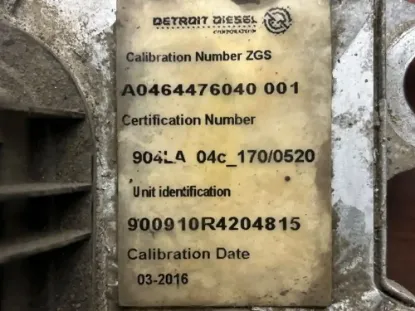 DETROIT DIESEL
CORPORATION
Calibration Number ZGS
A0464476040 001
Certification Number
904LA 04c_170/0520
Unit identification
900910R4204815
Calibration Date
03-2016